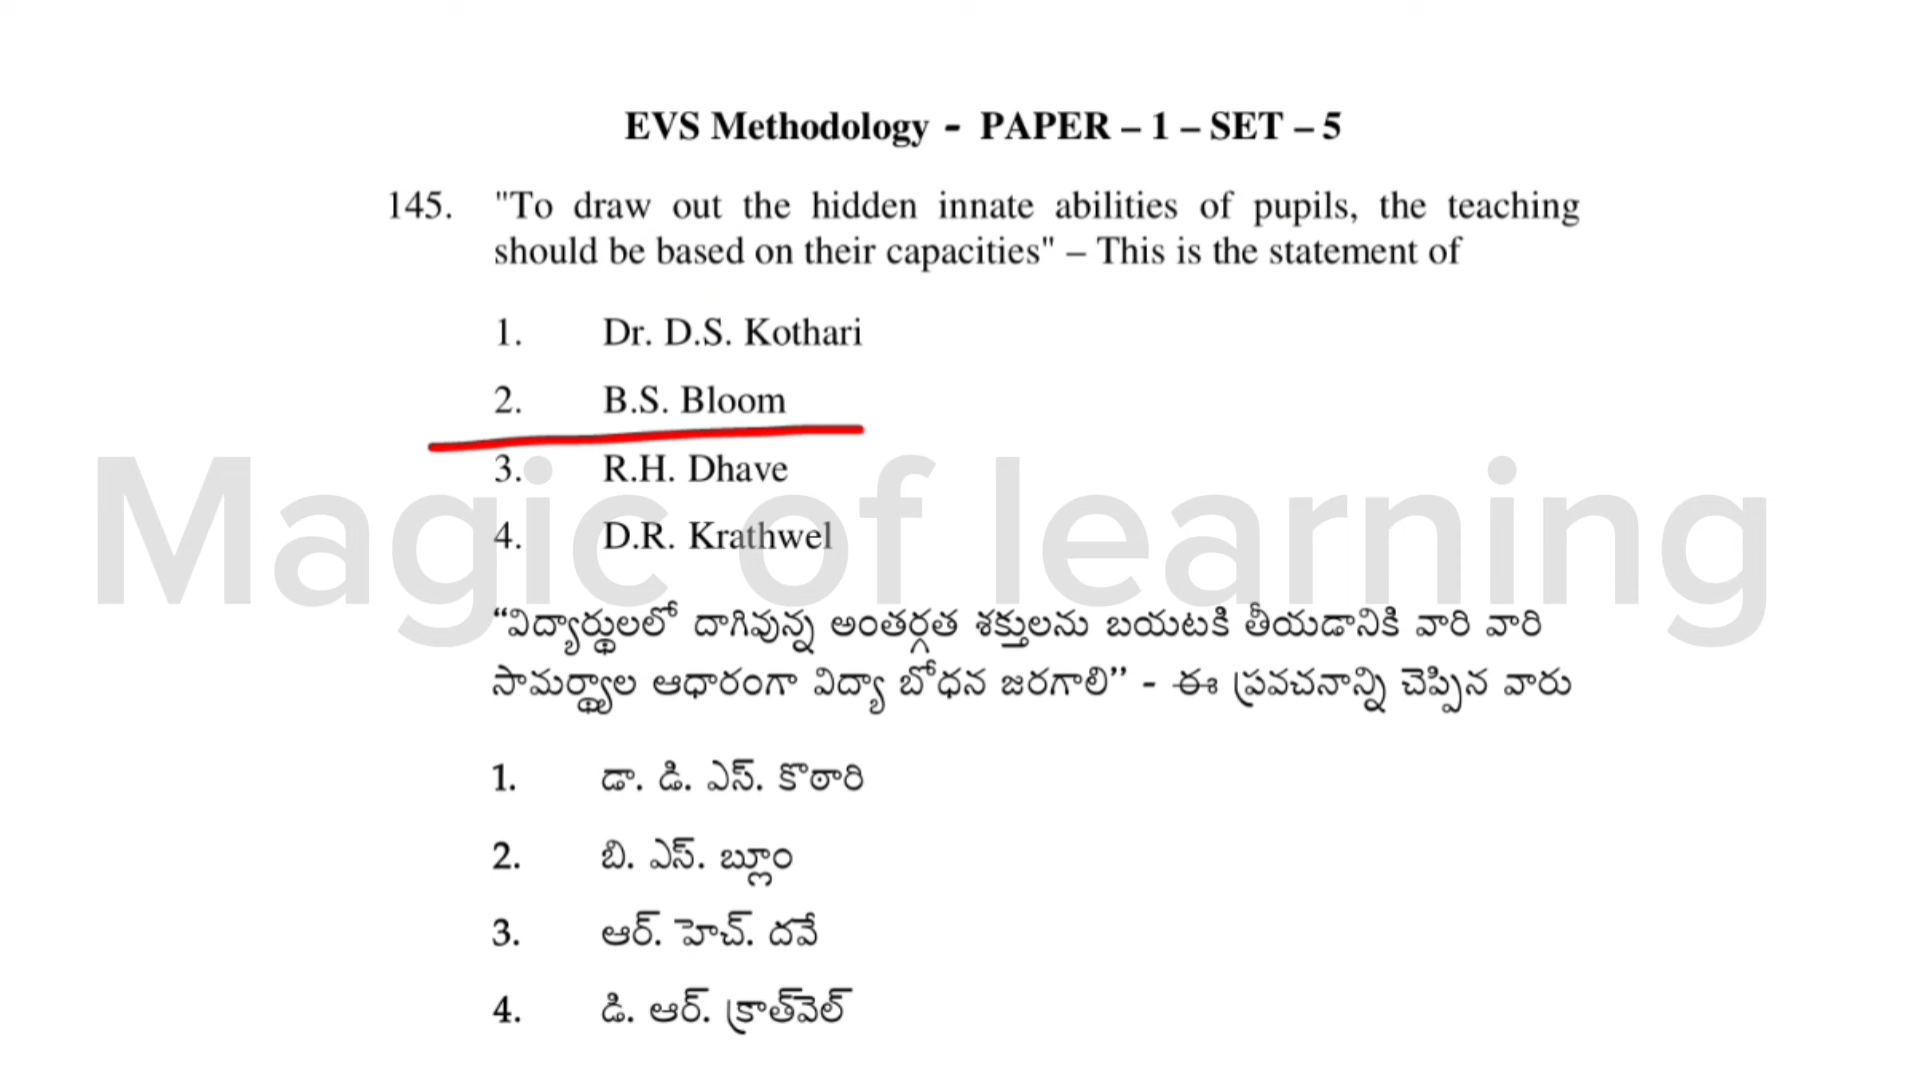 EVS Methodology - PAPER – 1 – SET – 5
145. "To draw out the hidden innate abilities of pupils, the teaching
should be based on their capacities" – This is the statement of
1. Dr. D.S. Kothari
2. B.S. Bloom
3. R.H. Dhave
4. D.R. Krathwel
Magic of learning
“విద్యార్థులలో దాగివున్న అంతర్గత శక్తులను బయటకి తీయడానికి వారి వారి
సామర్థ్యాల ఆధారంగా విద్యా బోధన జరగాలి” - ఈ ప్రవచనాన్ని చెప్పిన వారు
1. డా. డి. ఎస్. కొఠారి
2. బి. ఎస్. బ్లూం
3. ఆర్. హెచ్. దవే
4. డి. ఆర్. క్రాత్‌వెల్